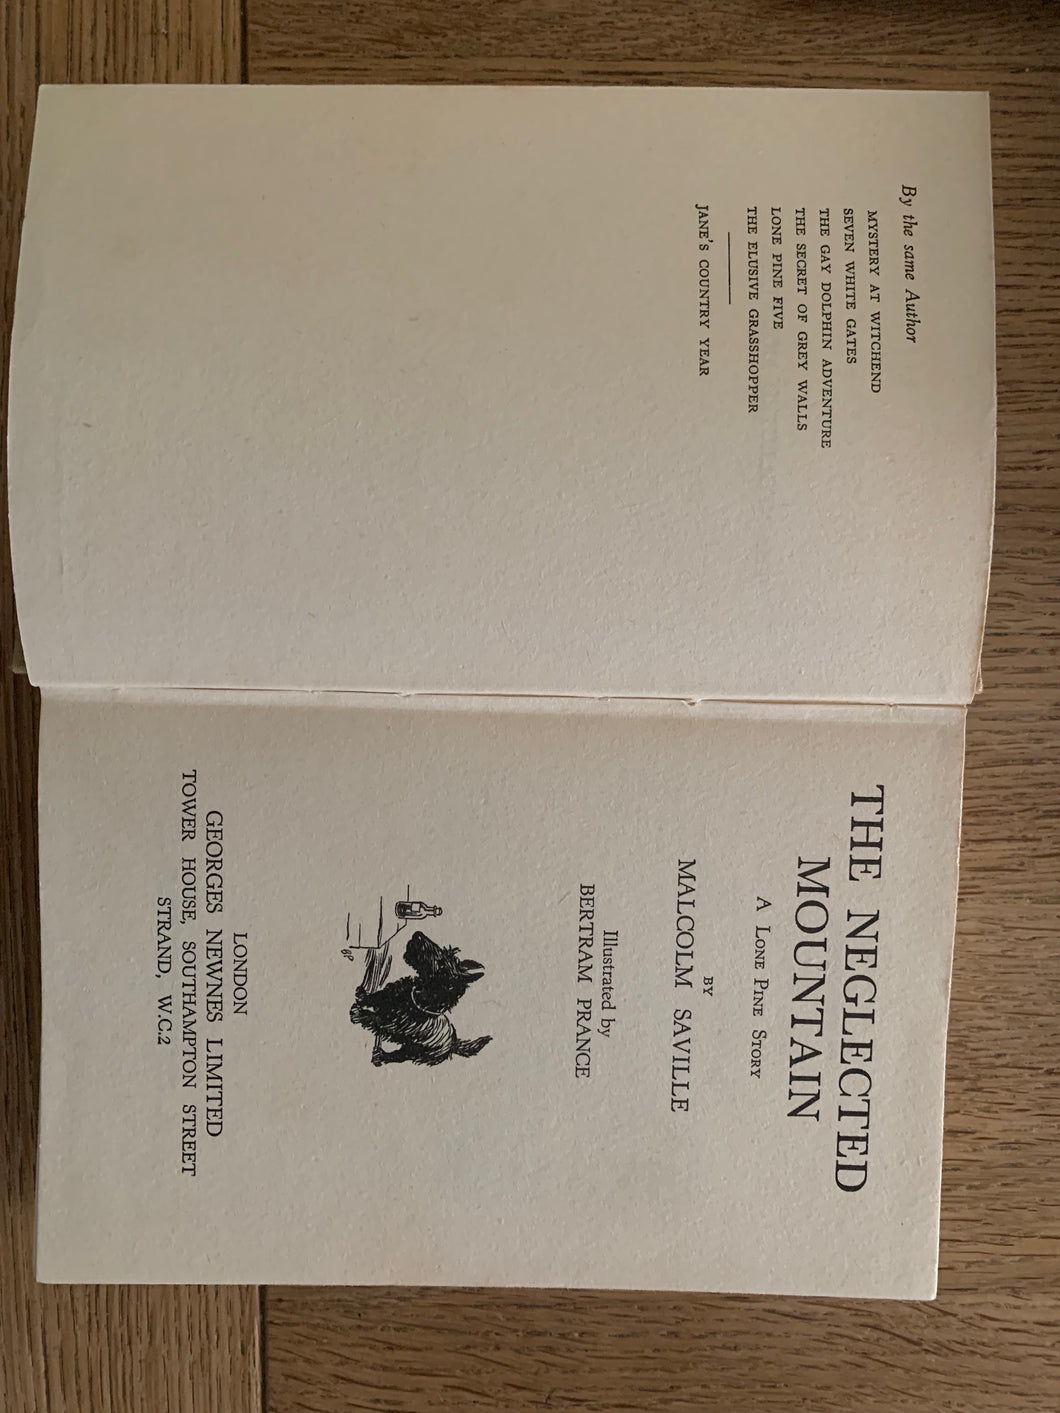 By the same Author
MYSTERY AT WITCHEND
SEVEN WHITE GATES
THE GAY DOLPHIN ADVENTURE
THE SECRET OF GREY WALLS
LONE PINE FIVE
THE ELUSIVE GRASSHOPPER
JANE'S COUNTRY YEAR
THE NEGLECTED
MOUNTAIN
A LONE PINE STORY
BY
MALCOLM SAVILLE
Illustrated by
BERTRAM PRANCE
BP
LONDON
GEORGES NEWNES LIMITED
TOWER HOUSE, SOUTHAMPTON STREET
STRAND, W.C.2